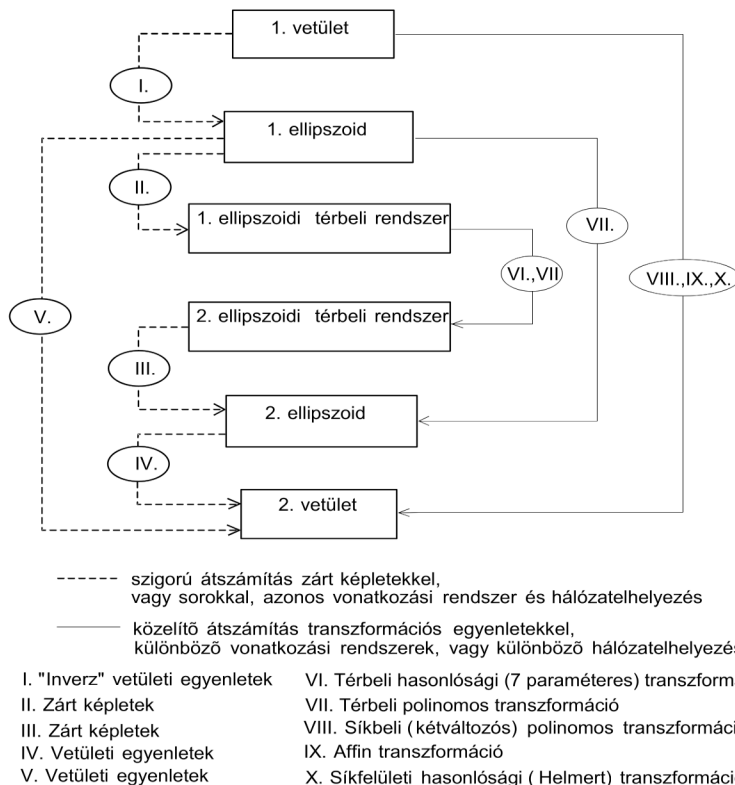 1. vetület
I.
1. ellipszoid
II.
1. ellipszoidi térbeli rendszer
VII.
VI.,VII
VIII.,IX.,X.
V.
2. ellipszoidi térbeli rendszer
III.
2. ellipszoid
IV.
2. vetület
szigorú átszámítás zárt képletekkel,
vagy sorokkal, azonos vonatkozási rendszer és hálózatelhelyezés
közelítõ átszámítás transzformációs egyenletekkel,
különbözõ vonatkozási rendszerek, vagy különbözõ hálózatelhelyezés
I. "Inverz" vetületi egyenletek
II. Zárt képletek
III. Zárt képletek
IV. Vetületi egyenletek
V. Vetületi egyenletek
VI. Térbeli hasonlósági (7 paraméteres) transzformá
VII. Térbeli polinomos transzformáció
VIII. Síkbeli (kétváltozós) polinomos transzformáci
IX. Affin transzformáció
X. Síkfelületi hasonlósági (Helmert) transzformáci